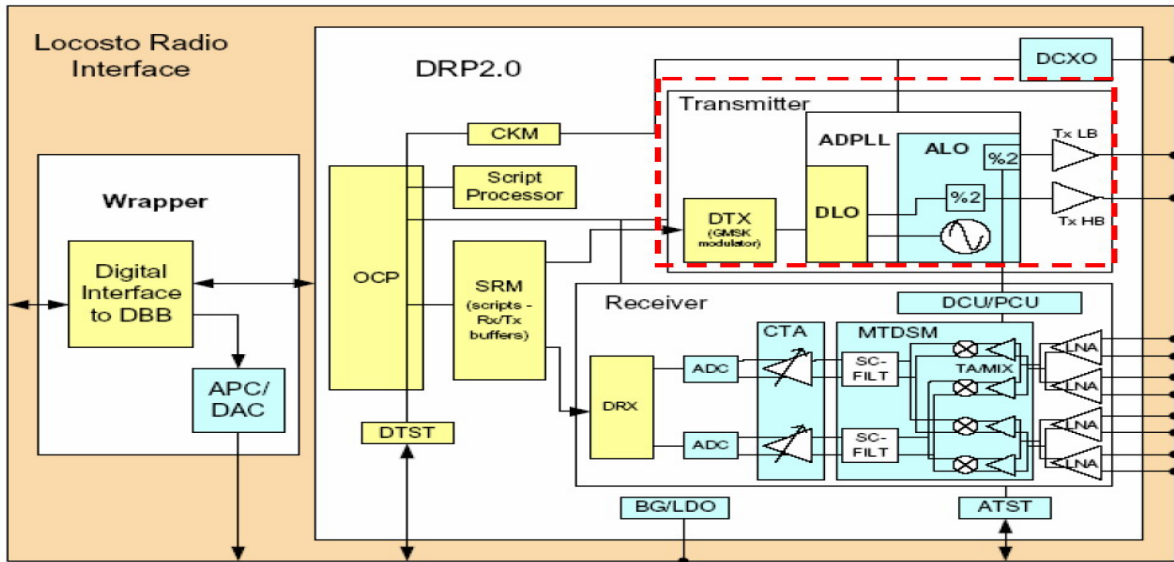 Locosto Radio
Interface
DRP2.0
DCXO
Transmitter
CKM
ADPLL
ALO
Tx LB
%2
Script
Processor
Wrapper
%2
DTX
(GMSK
modulator)
DLO
Tx HB
Digital
Interface
to DBB
OCP
SRM
(scripts -
Rx/Tx
buffers)
Receiver
DCU/PCU
CTA
MTDSM
LNA
ADC
SC-
FILT
TA/MIX
LNA
APC/
DAC
DRX
LNA
DTST
ADC
SC-
FILT
LNA
BG/LDO
ATST